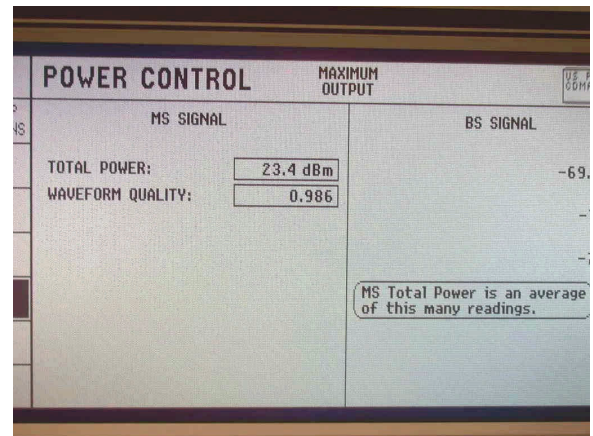 POWER CONTROL
MAXIMUM
OUTPUT
MS SIGNAL
BS SIGNAL
TOTAL POWER:
23.4 dBm
-69.
WAVEFORM QUALITY:
0.986
MS Total Power is an average
of this many readings.